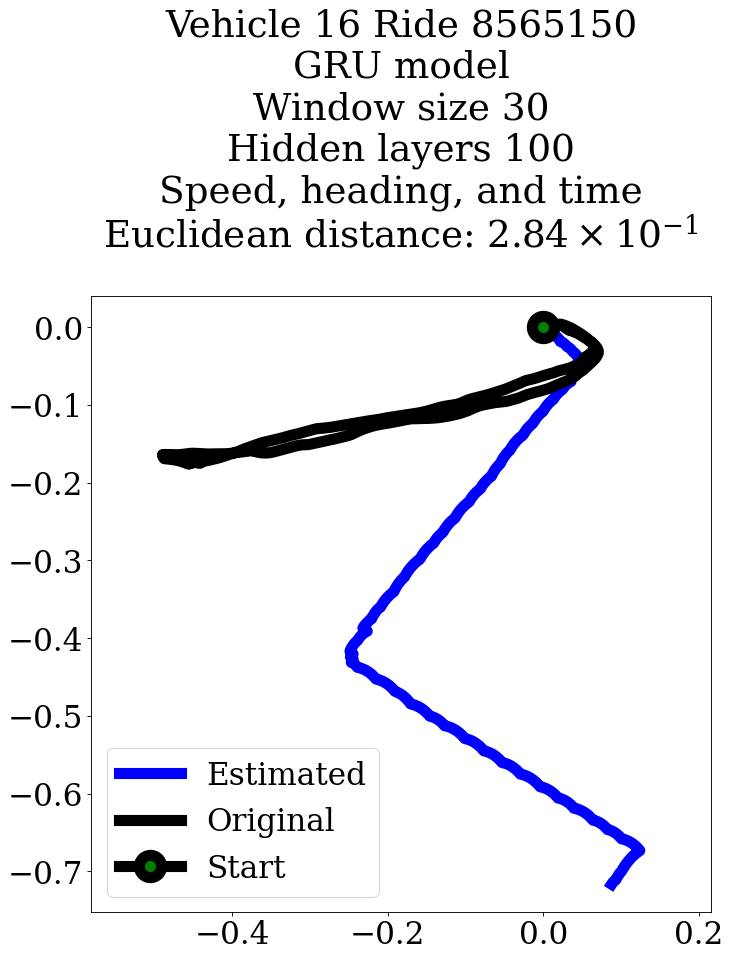 Vehicle 16 Ride 8565150
GRU model
Window size 30
Hidden layers 100
Speed, heading, and time
Euclidean distance: 2.84 × 10⁻¹
0.0
−0.1
−0.2
−0.3
−0.4
−0.5
−0.6
−0.7
Estimated
Original
Start
−0.4
−0.2
0.0
0.2